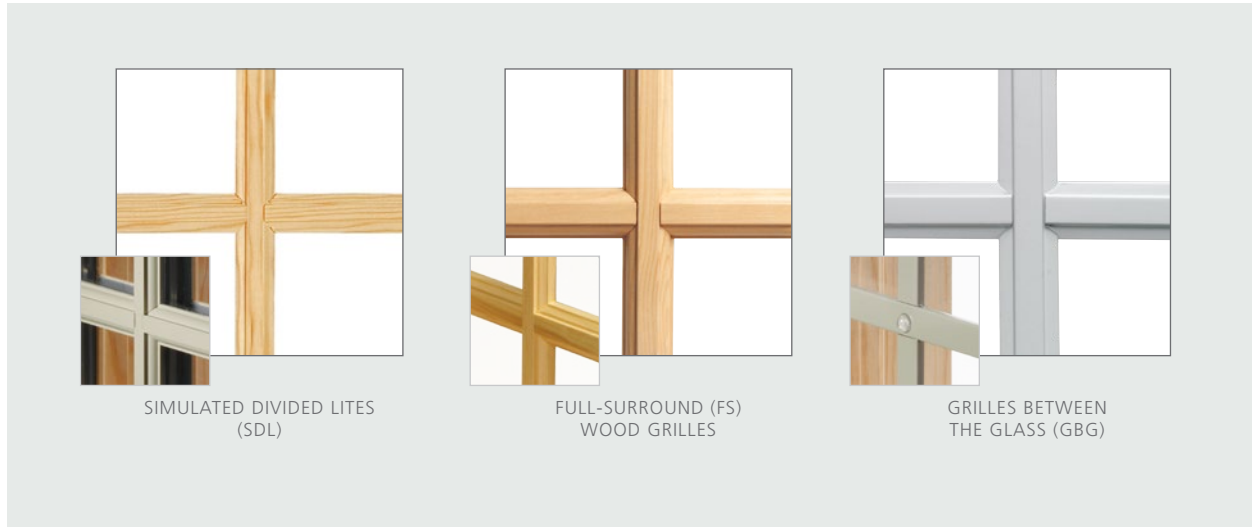 SIMULATED DIVIDED LITES
(SDL)
FULL-SURROUND (FS)
WOOD GRILLES
GRILLES BETWEEN
THE GLASS (GBG)